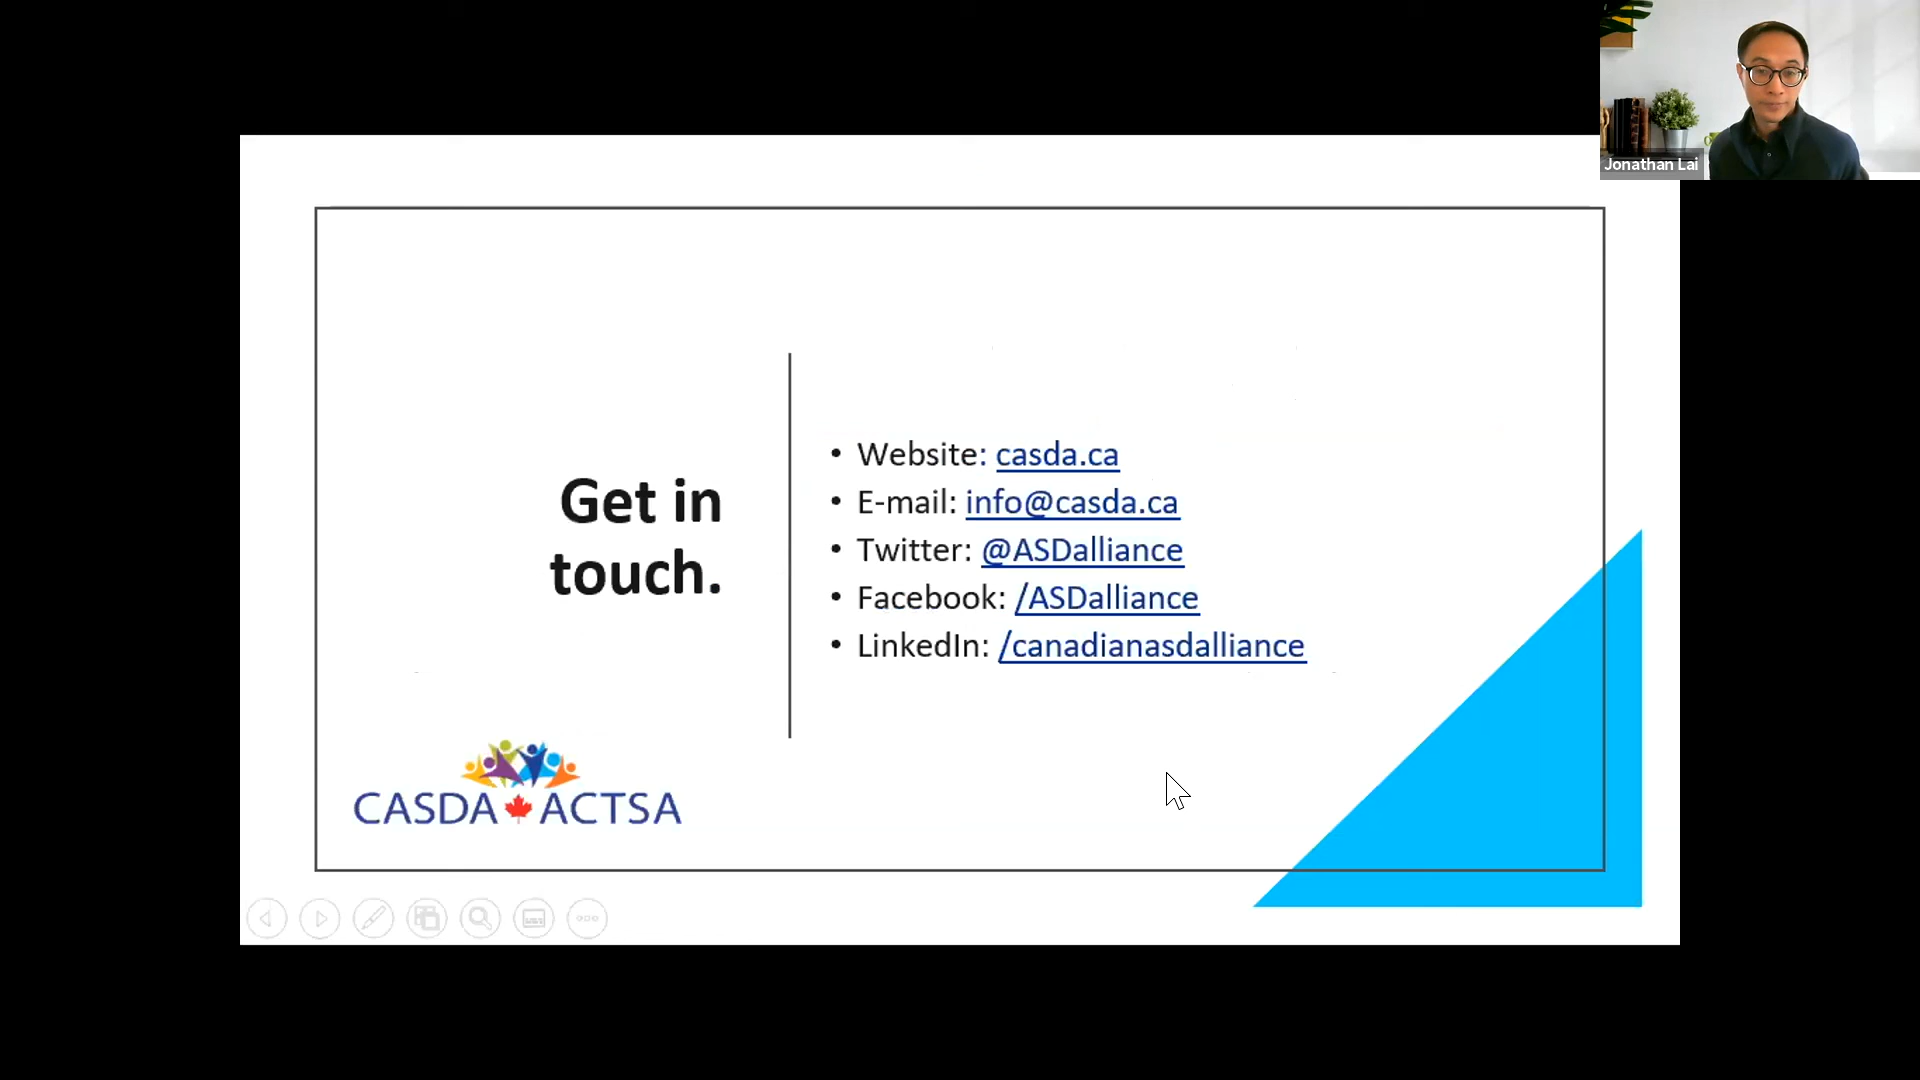 Jonathan Lai
Get in
touch.
• Website: casda.ca
• E-mail: info@casda.ca
• Twitter: @ASDalliance
• Facebook: /ASDalliance
• LinkedIn: /canadianasdalliance
CASDA ACTSA